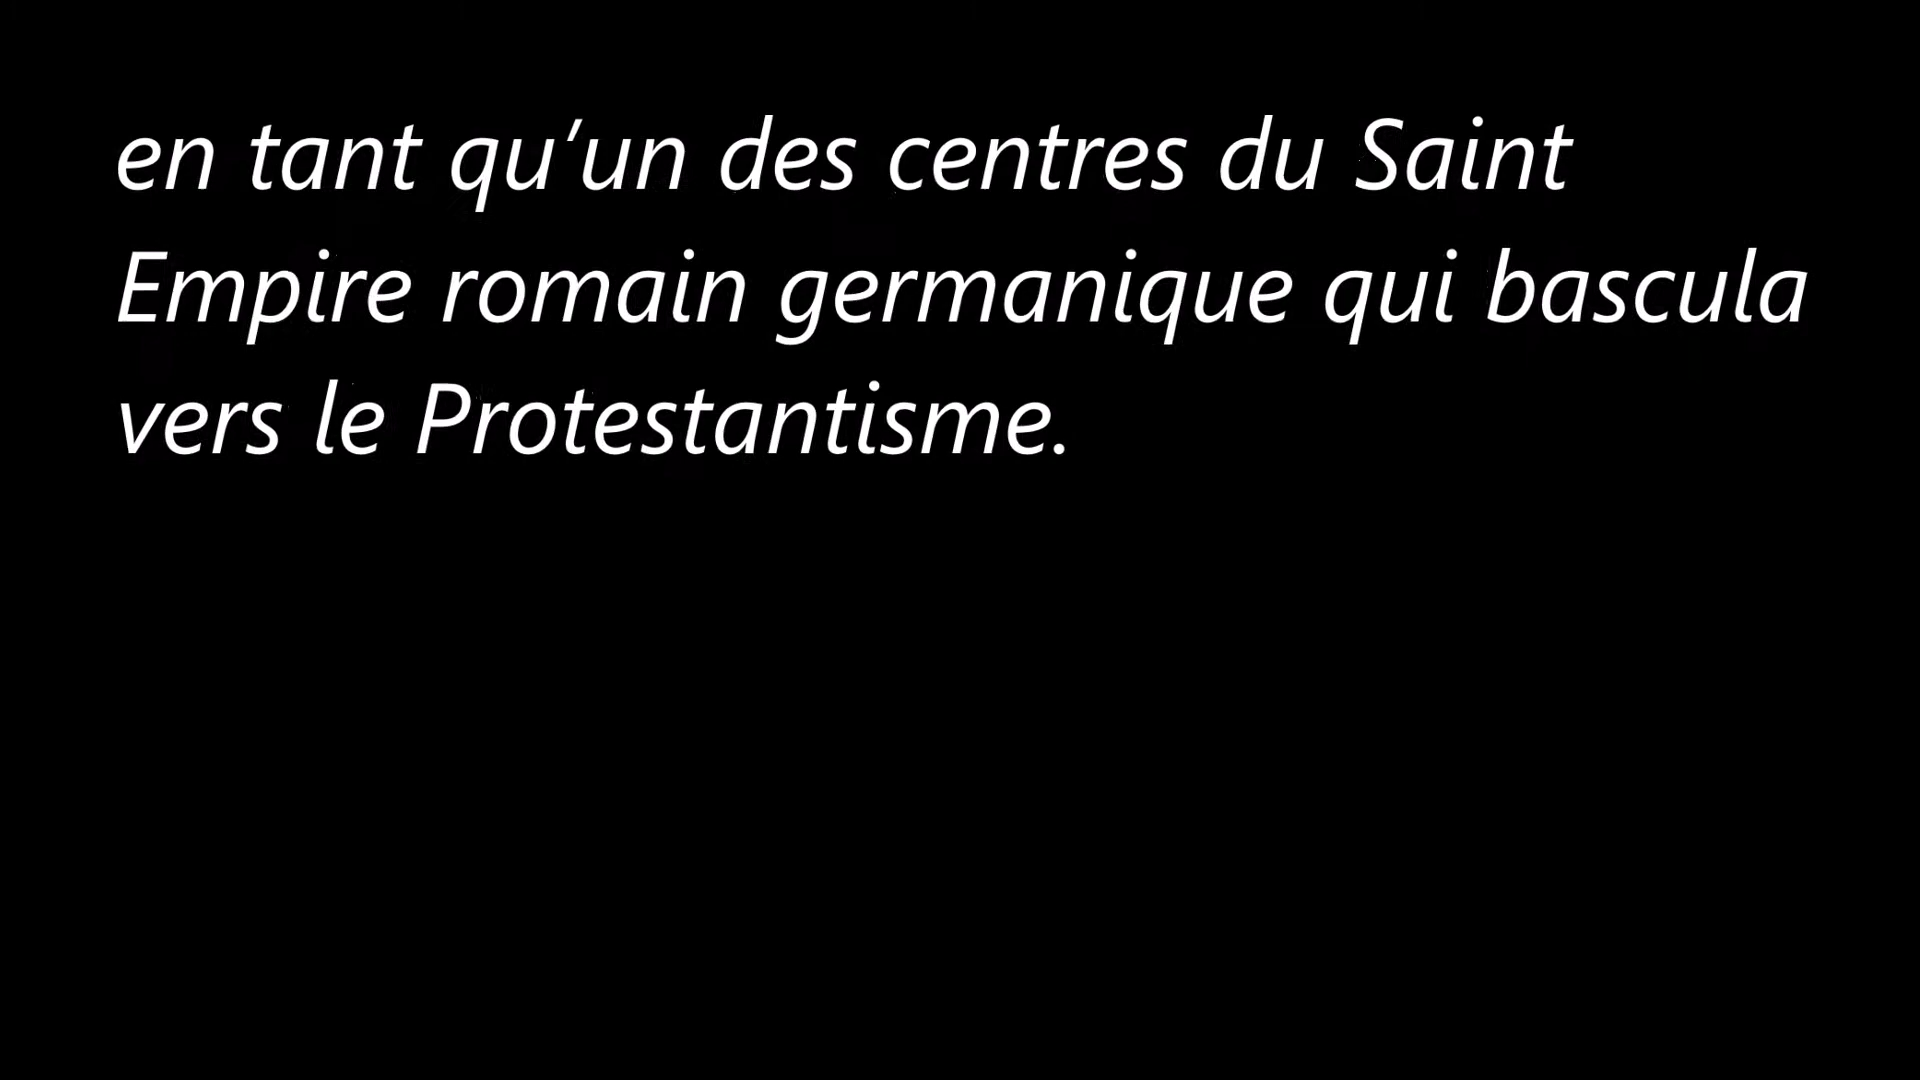 en tant qu’un des centres du Saint
Empire romain germanique qui bascula
vers le Protestantisme.